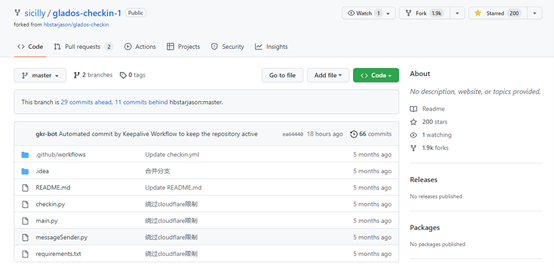 sicilly / glados-checkin-1 Public
forked from hbstarjason/glados-checkin
Watch 1
Fork 1.9k
Starred 200
Code
Pull requests 2
Actions
Projects
Security
Insights
master
2 branches
0 tags
Go to file
Add file
Code
This branch is 29 commits ahead, 11 commits behind hbstarjason:master.
gkr-bot Automated commit by Keepalive Workflow to keep the repository active
18 hours ago
66 commits
.github/workflows Update checkin.yml 5 months ago
.idea 合并分支 5 months ago
README.md Update README.md 5 months ago
checkin.py 绕过cloudflare限制 5 months ago
main.py 绕过cloudflare限制 5 months ago
messageSender.py 绕过cloudflare限制 5 months ago
requirements.txt 绕过cloudflare限制 5 months ago
About
No description, website, or topics provided.
Readme
200 stars
1 watching
1.9k forks
Releases
No releases published
Packages
No packages published